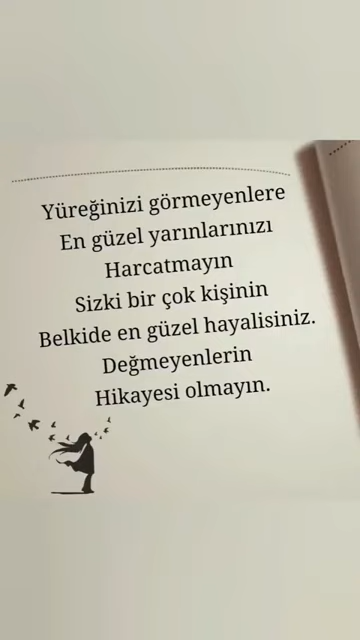 Yüreğinizi görmeyenlere
En güzel yarınlarınızı
Harcatmayın
Sizki bir çok kişinin
Belkide en güzel hayalisiniz.
Değmeyenlerin
Hikayesi olmayın.